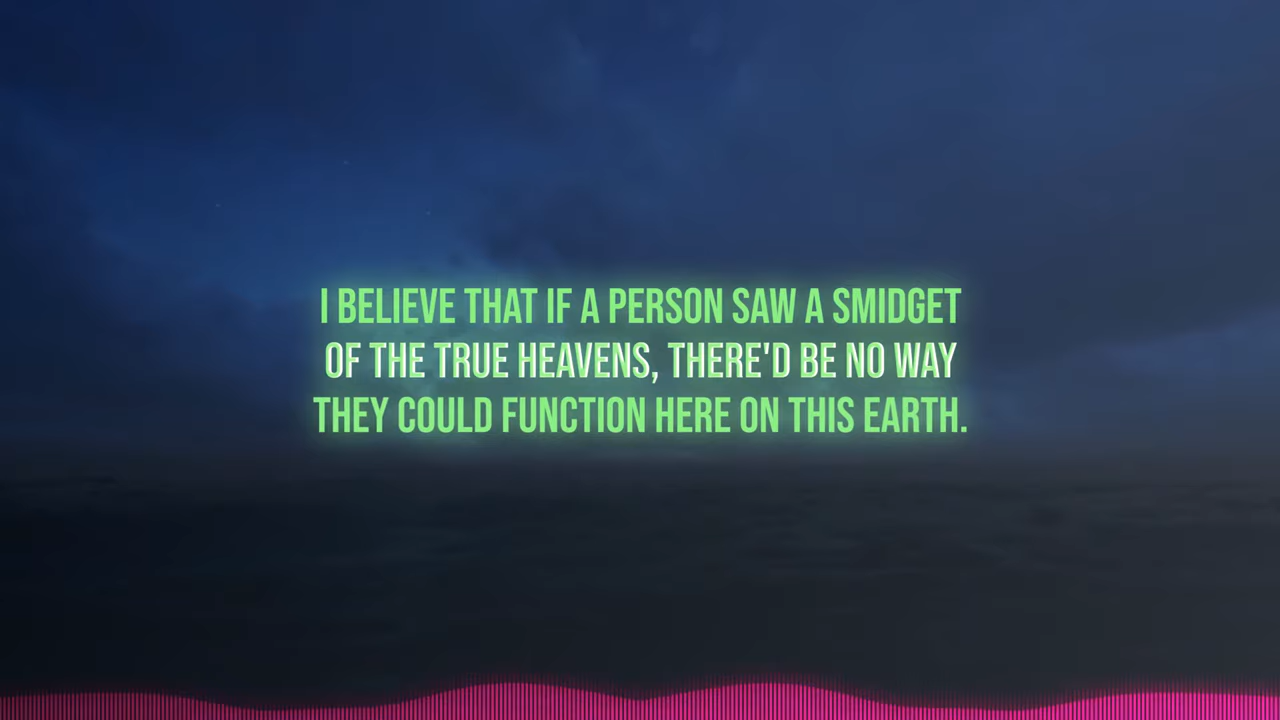 I BELIEVE THAT IF A PERSON SAW A SMIDGET
OF THE TRUE HEAVENS, THERE'D BE NO WAY
THEY COULD FUNCTION HERE ON THIS EARTH.